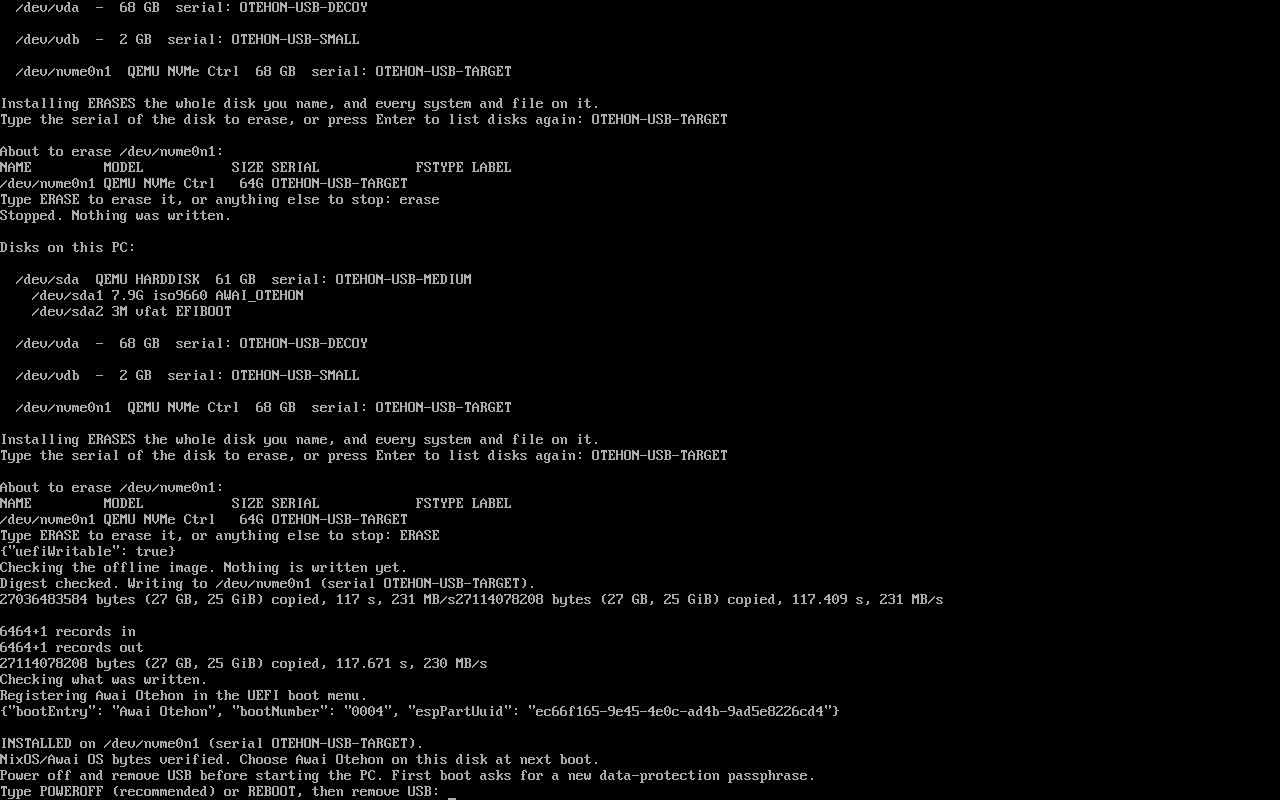 /dev/vda  -  68 GB  serial: OTEHON-USB-DECOY
/dev/vdb  -  2 GB  serial: OTEHON-USB-SMALL
/dev/nvme0n1  QEMU NVMe Ctrl  68 GB  serial: OTEHON-USB-TARGET
Installing ERASES the whole disk you name, and every system and file on it.
Type the serial of the disk to erase, or press Enter to list disks again: OTEHON-USB-TARGET
About to erase /dev/nvme0n1:
NAME         MODEL           SIZE SERIAL            FSTYPE LABEL
/dev/nvme0n1 QEMU NVMe Ctrl   64G OTEHON-USB-TARGET
Type ERASE to erase it, or anything else to stop: erase
Stopped. Nothing was written.
Disks on this PC:
/dev/sda  QEMU HARDDISK  61 GB  serial: OTEHON-USB-MEDIUM
/dev/sda1 7.9G iso9660 AWAI_OTEHON
/dev/sda2 3M vfat EFIBOOT
/dev/vda  -  68 GB  serial: OTEHON-USB-DECOY
/dev/vdb  -  2 GB  serial: OTEHON-USB-SMALL
/dev/nvme0n1  QEMU NVMe Ctrl  68 GB  serial: OTEHON-USB-TARGET
Installing ERASES the whole disk you name, and every system and file on it.
Type the serial of the disk to erase, or press Enter to list disks again: OTEHON-USB-TARGET
About to erase /dev/nvme0n1:
NAME         MODEL           SIZE SERIAL            FSTYPE LABEL
/dev/nvme0n1 QEMU NVMe Ctrl   64G OTEHON-USB-TARGET
Type ERASE to erase it, or anything else to stop: ERASE
{"uefiWritable": true}
Checking the offline image. Nothing is written yet.
Digest checked. Writing to /dev/nvme0n1 (serial OTEHON-USB-TARGET).
27036483584 bytes (27 GB, 25 GiB) copied, 117 s, 231 MB/s27114078208 bytes (27 GB, 25 GiB) copied, 117.409 s, 231 MB/s
6464+1 records in
6464+1 records out
27114078208 bytes (27 GB, 25 GiB) copied, 117.671 s, 230 MB/s
Checking what was written.
Registering Awai Otehon in the UEFI boot menu.
{"bootEntry": "Awai Otehon", "bootNumber": "0004", "espPartUuid": "ec66f165-9e45-4e0c-ad4b-9ad5e8226cd4"}
INSTALLED on /dev/nvme0n1 (serial OTEHON-USB-TARGET).
NixOS/Awai OS bytes verified. Choose Awai Otehon on this disk at next boot.
Power off and remove USB before starting the PC. First boot asks for a new data-protection passphrase.
Type POWEROFF (recommended) or REBOOT, then remove USB: _